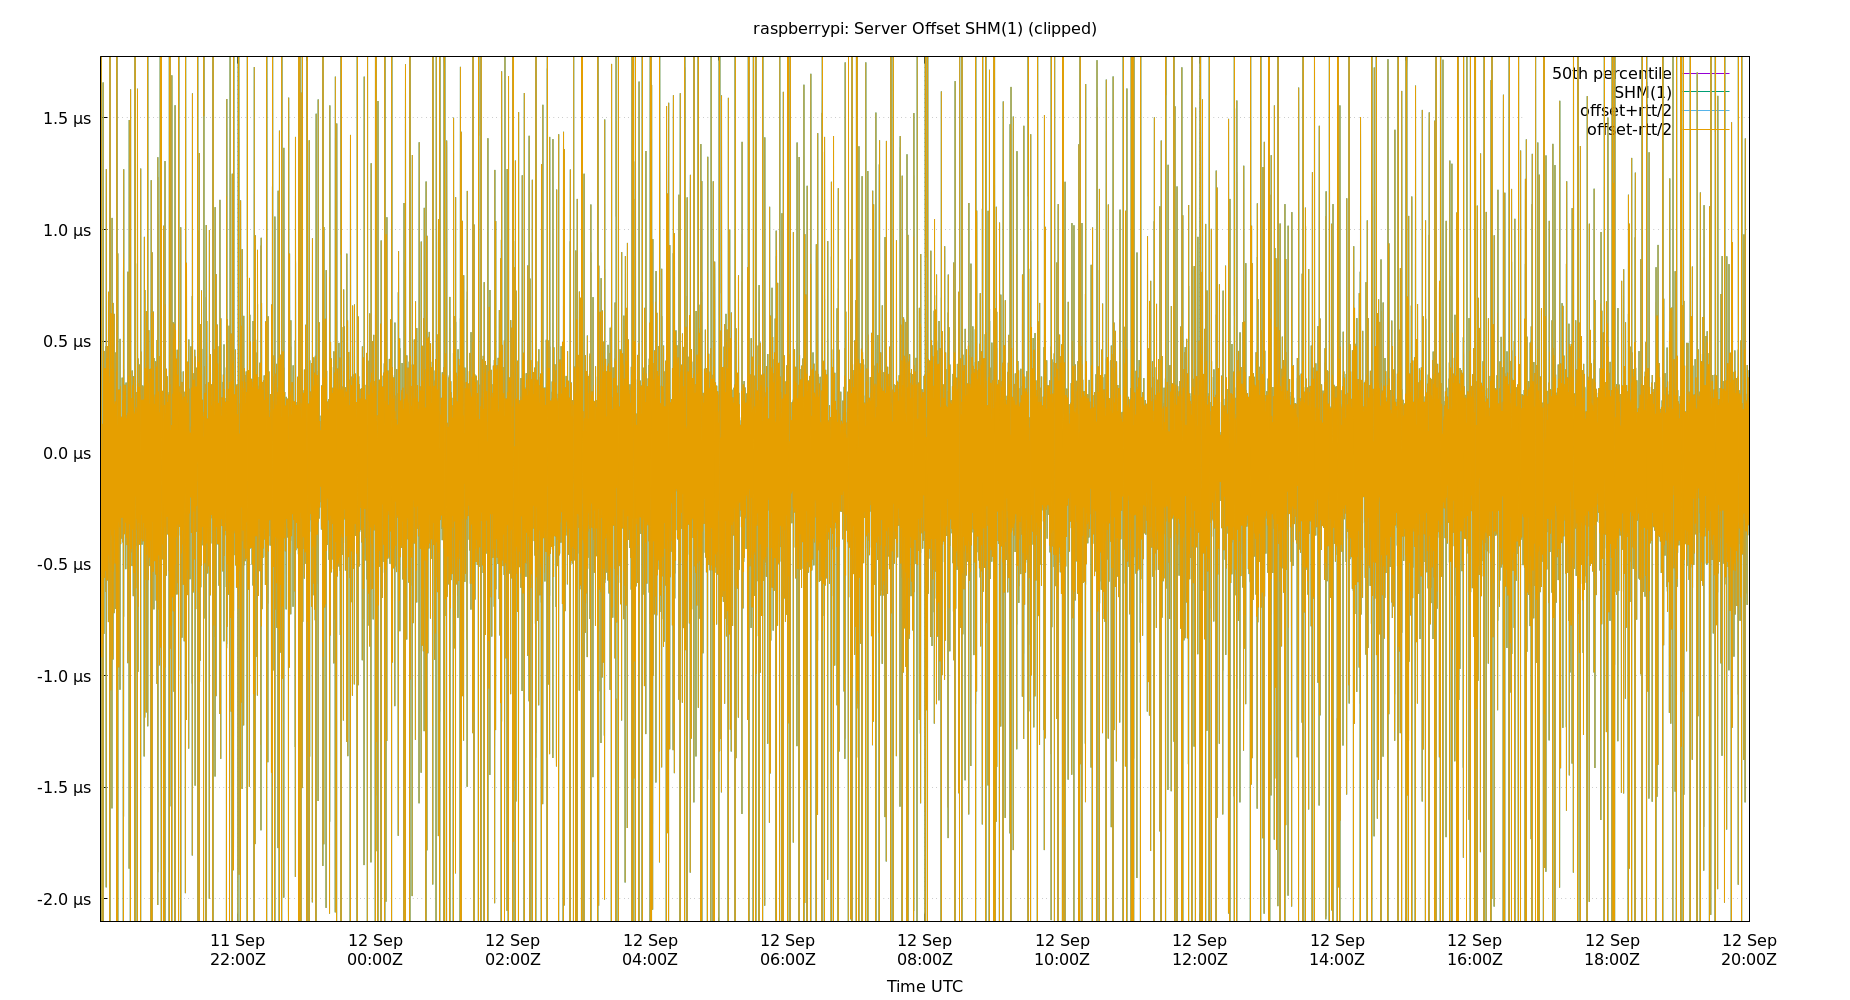 raspberrypi: Server Offset SHM(1) (clipped)
50th percentile
SHM(1)
offset+rtt/2
offset-rtt/2
1.5 µs
1.0 µs
0.5 µs
0.0 µs
-0.5 µs
-1.0 µs
-1.5 µs
-2.0 µs
11 Sep 12 Sep 12 Sep 12 Sep 12 Sep 12 Sep 12 Sep 12 Sep 12 Sep 12 Sep 12 Sep 12 Sep
22:00Z 00:00Z 02:00Z 04:00Z 06:00Z 08:00Z 10:00Z 12:00Z 14:00Z 16:00Z 18:00Z 20:00Z
Time UTC